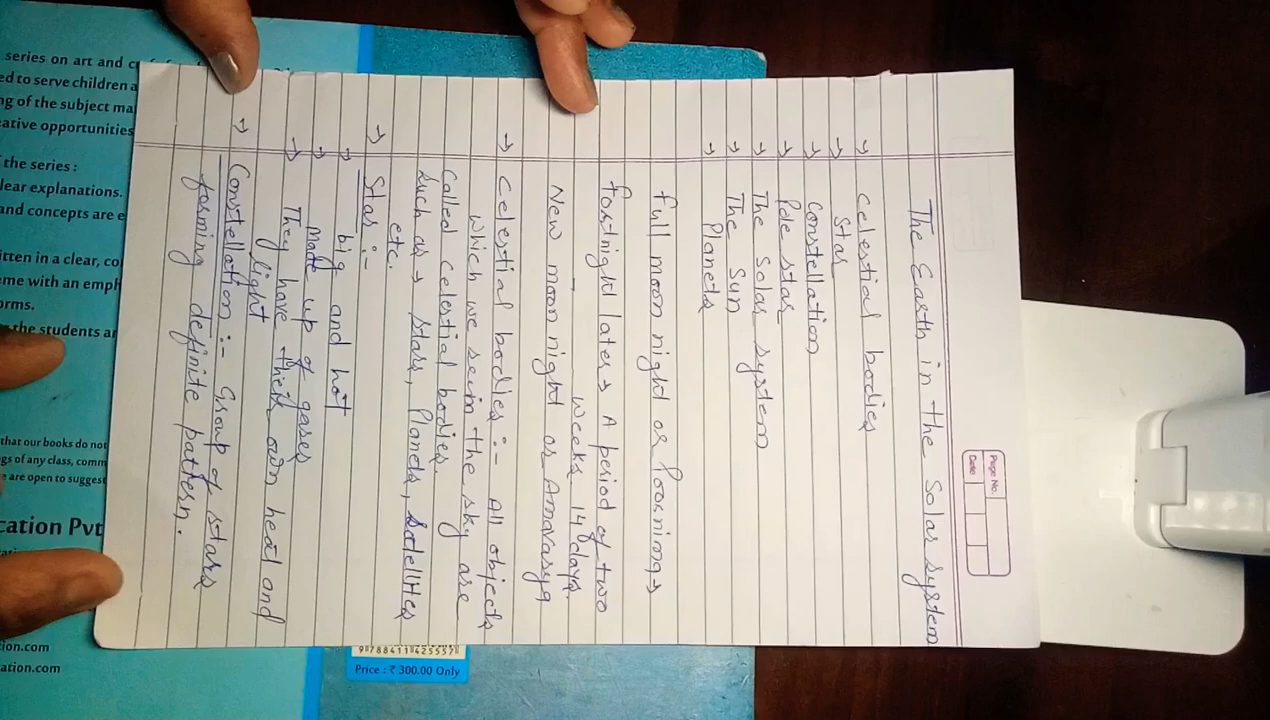 Page No.
Date
The Earth in the Solar system
→ Celestial bodies
→ Star
→ Constellation
→ Pole star
→ The Solar system
→ The Sun
→ Planets
full moon night or Poornima→
fortnight later→ A period of two
weeks 14 days.
New moon night or Amavasya
→ Celestial bodies :- All objects
which we see in the sky are
Called Celestial bodies.
Such as → stars, Planets, Satellites
etc.
→ Star :-
→ big and hot
→ Made up of gases
→ They have their own heat and
light
→ Constellation :- Group of stars
forming definite pattern.
series on art and
ed to serve children a
ng of the subject ma
eative opportunities
the series :
lear explanations.
and concepts are e
itten in a clear, co
eme with an emph
orms.
the students ar
that our books do not
gs of any class, comm
are open to suggest
cation Pvt
ation.com
9 788411 425557
Price : ₹ 300.00 Only